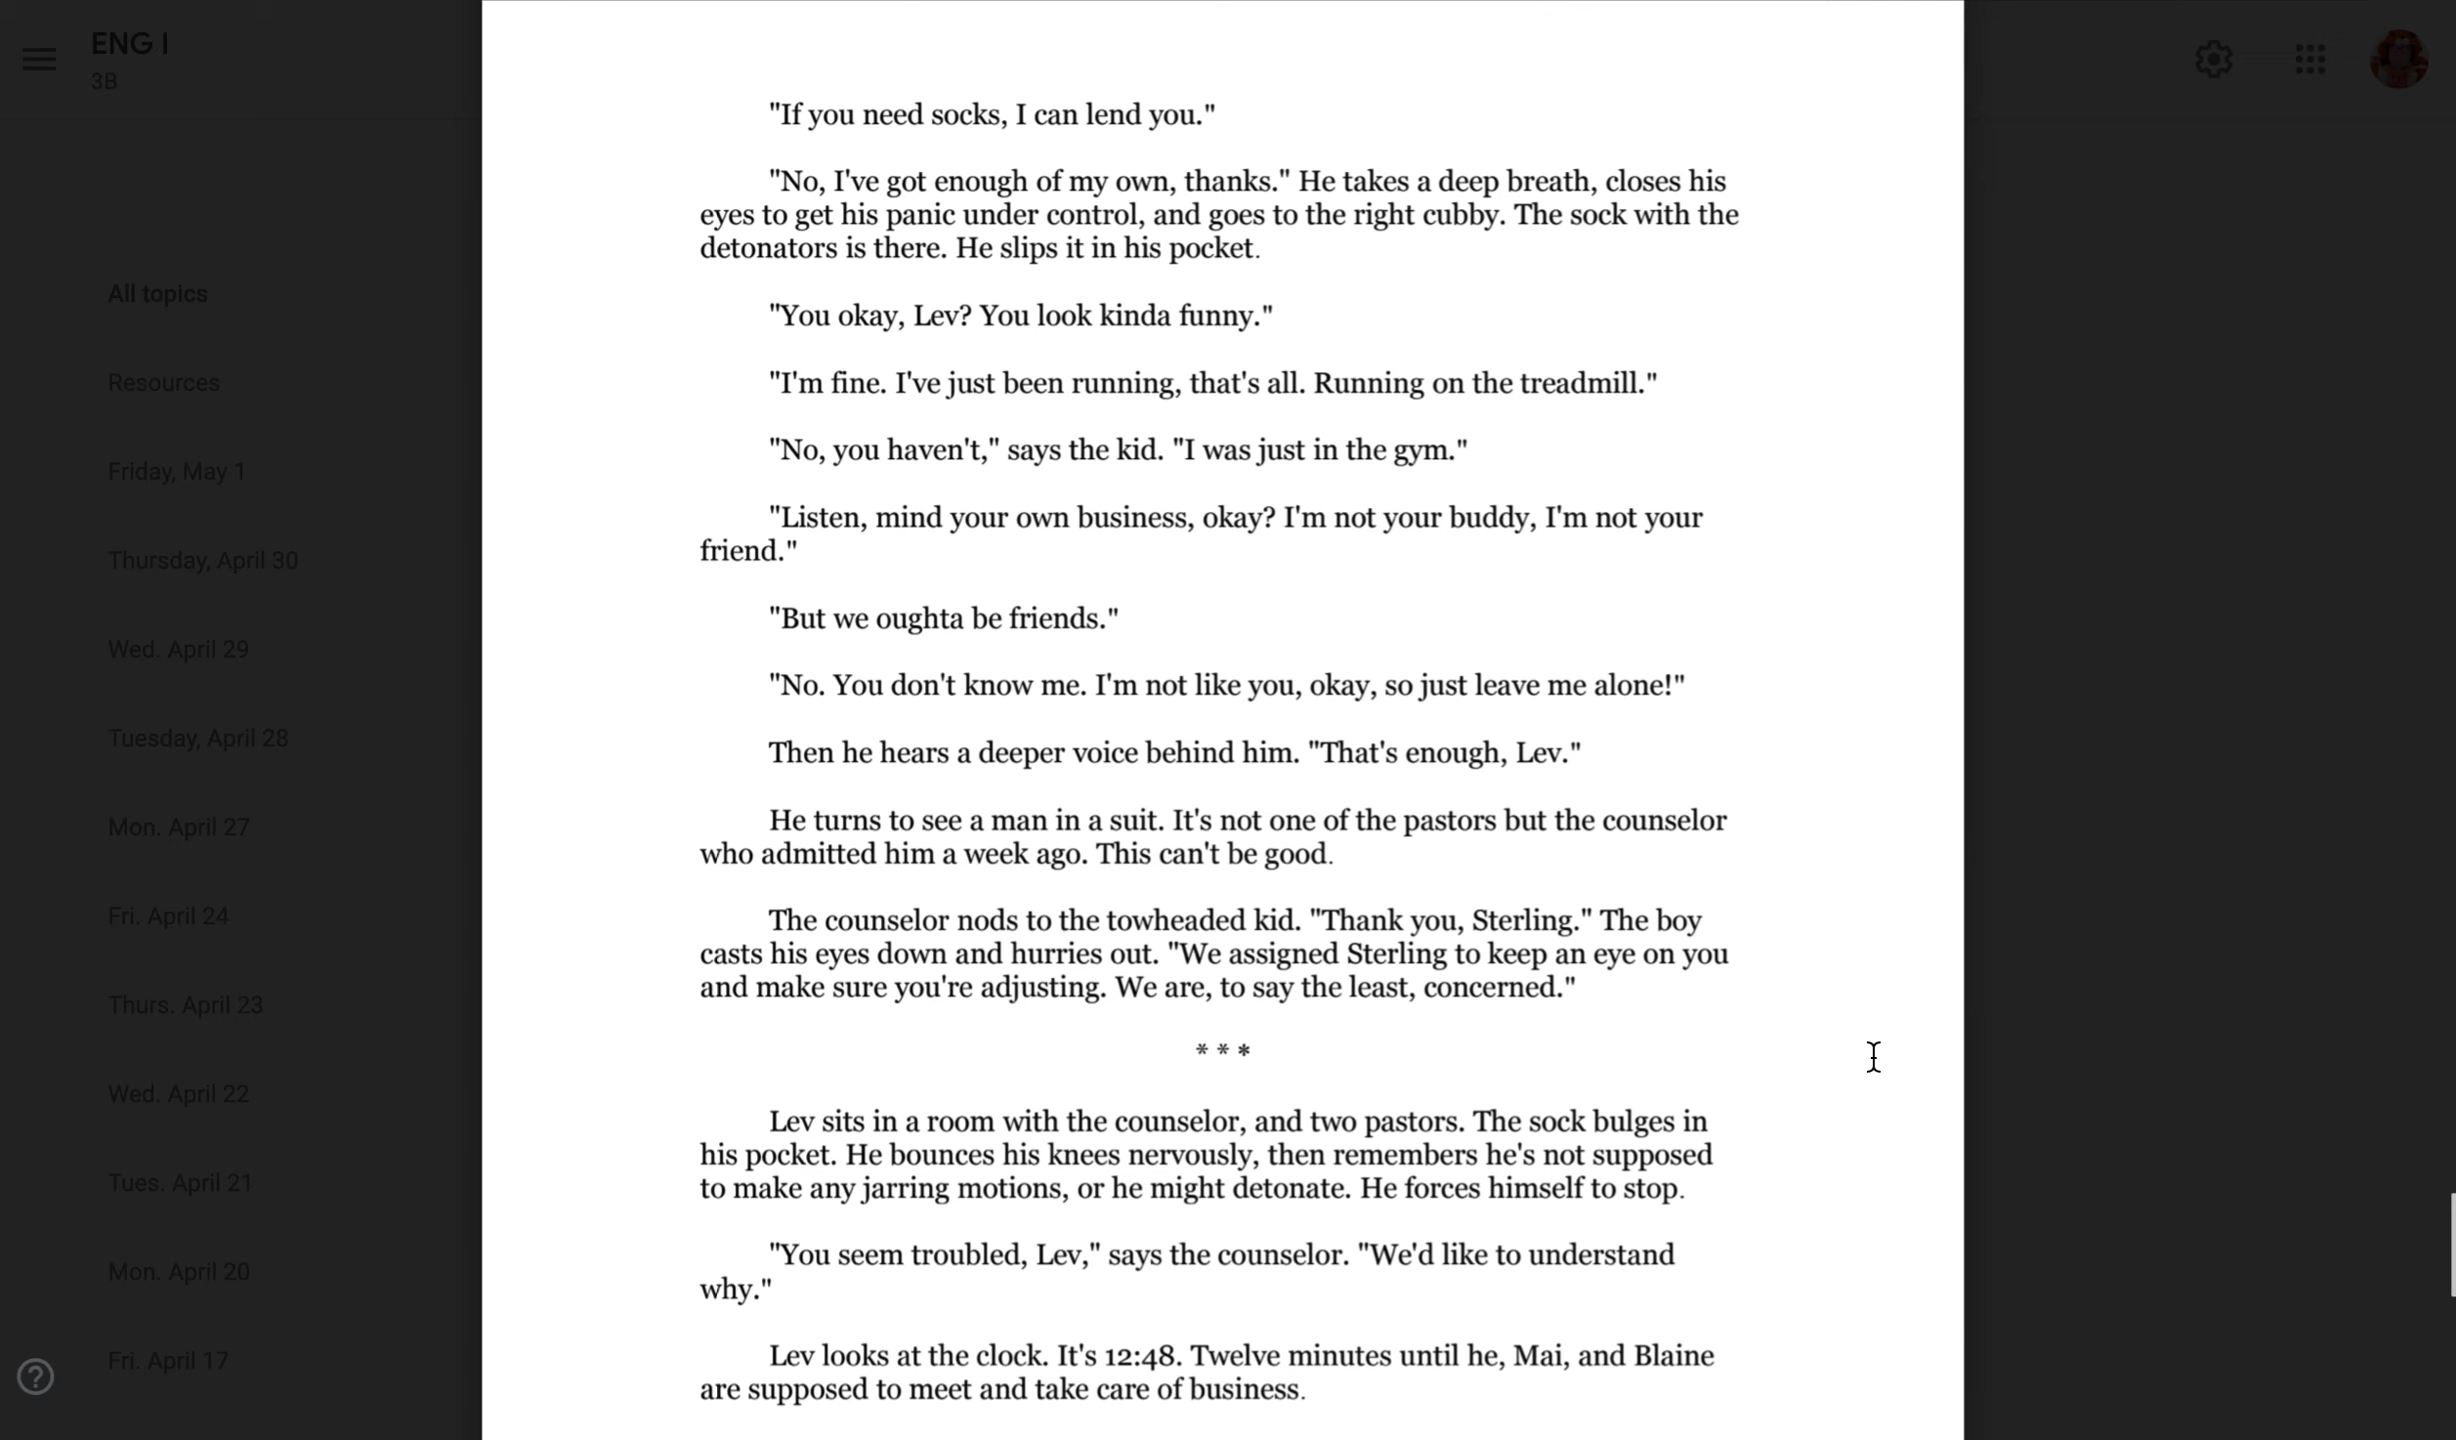 ENG I
3B
All topics
Resources
Friday, May 1
Thursday, April 30
Wed. April 29
Tuesday, April 28
Mon. April 27
Fri. April 24
Thurs. April 23
Wed. April 22
Tues. April 21
Mon. April 20
Fri. April 17
"If you need socks, I can lend you."
"No, I've got enough of my own, thanks." He takes a deep breath, closes his
eyes to get his panic under control, and goes to the right cubby. The sock with the
detonators is there. He slips it in his pocket.
"You okay, Lev? You look kinda funny."
"I'm fine. I've just been running, that's all. Running on the treadmill."
"No, you haven't," says the kid. "I was just in the gym."
"Listen, mind your own business, okay? I'm not your buddy, I'm not your
friend."
"But we oughta be friends."
"No. You don't know me. I'm not like you, okay, so just leave me alone!"
Then he hears a deeper voice behind him. "That's enough, Lev."
He turns to see a man in a suit. It's not one of the pastors but the counselor
who admitted him a week ago. This can't be good.
The counselor nods to the towheaded kid. "Thank you, Sterling." The boy
casts his eyes down and hurries out. "We assigned Sterling to keep an eye on you
and make sure you're adjusting. We are, to say the least, concerned."
* * *
Lev sits in a room with the counselor, and two pastors. The sock bulges in
his pocket. He bounces his knees nervously, then remembers he's not supposed
to make any jarring motions, or he might detonate. He forces himself to stop.
"You seem troubled, Lev," says the counselor. "We'd like to understand
why."
Lev looks at the clock. It's 12:48. Twelve minutes until he, Mai, and Blaine
are supposed to meet and take care of business.